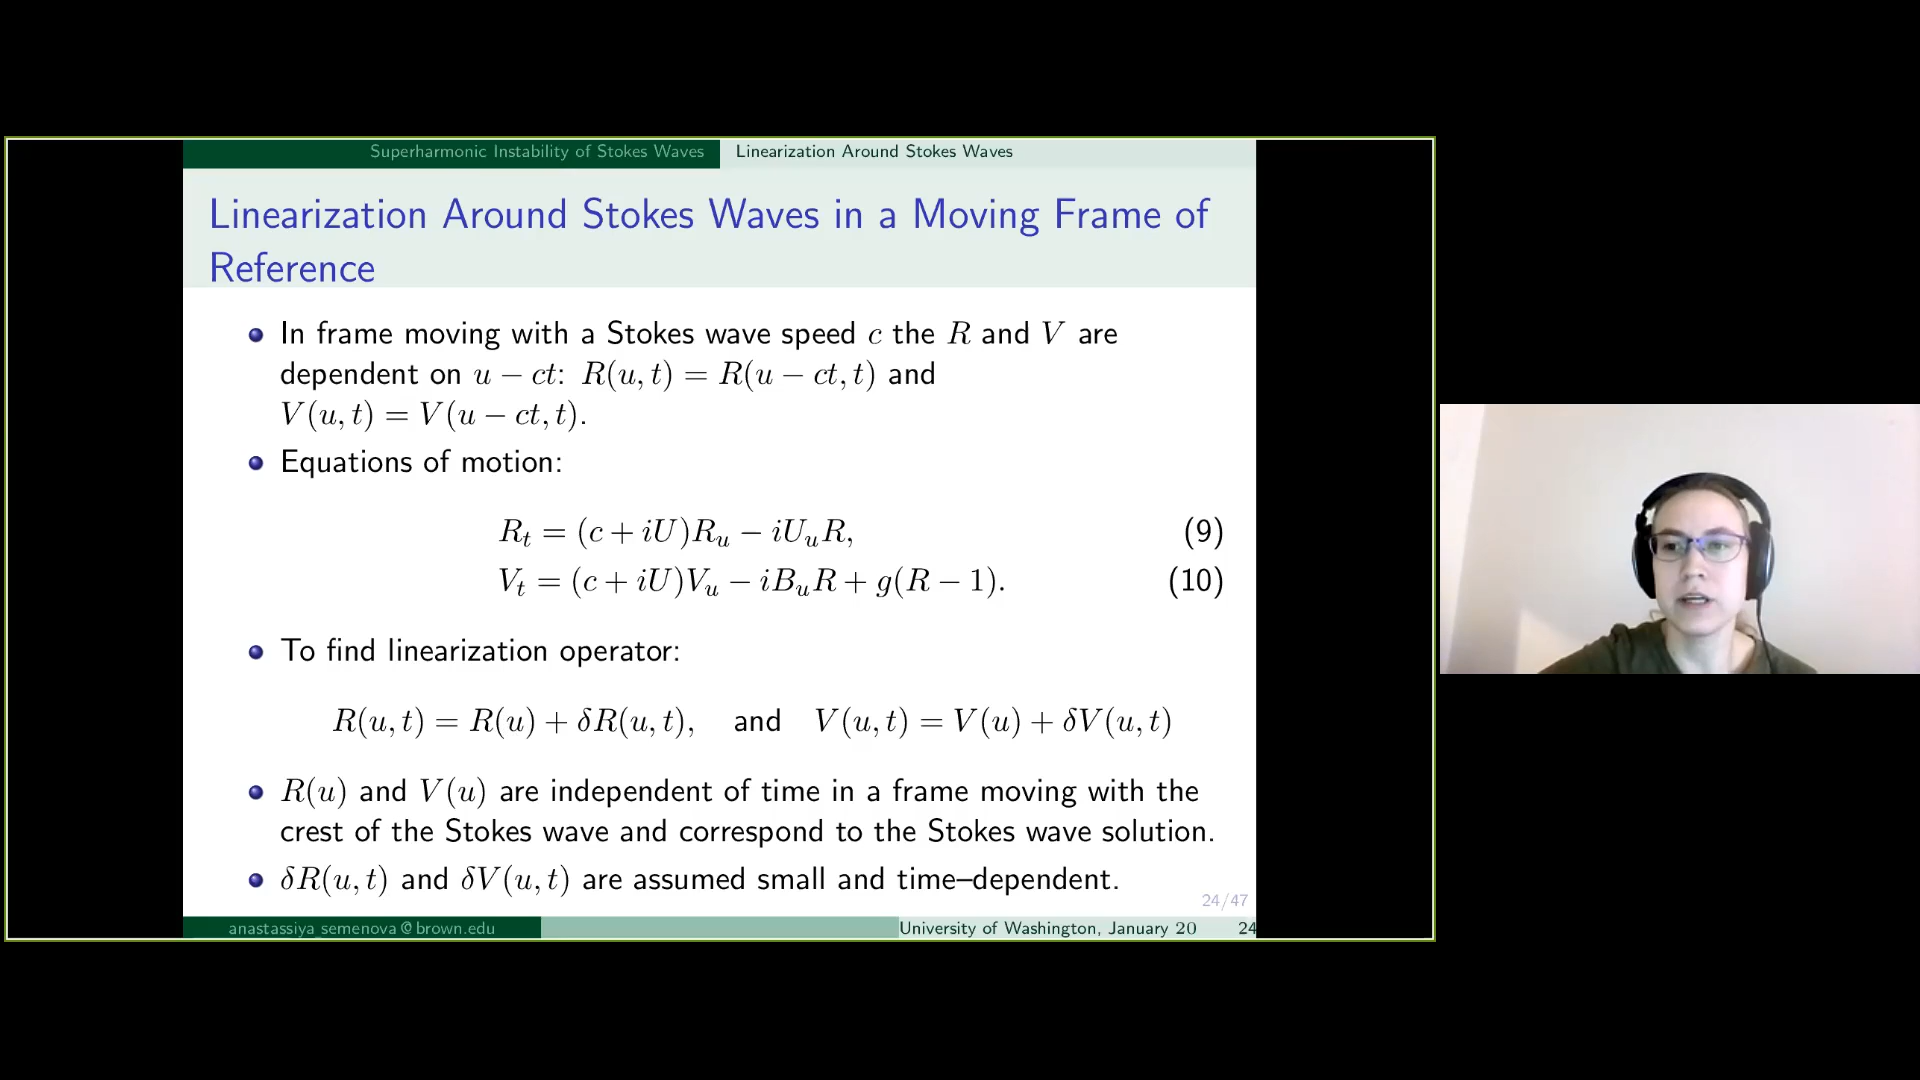 Superharmonic Instability of Stokes Waves
Linearization Around Stokes Waves
Linearization Around Stokes Waves in a Moving Frame of
Reference
In frame moving with a Stokes wave speed c the R and V are
dependent on u − ct: R(u, t) = R(u − ct, t) and
V(u, t) = V(u − ct, t).
Equations of motion:
R_t = (c + iU)R_u − iU_uR, (9)
V_t = (c + iU)V_u − iB_uR + g(R − 1). (10)
To find linearization operator:
R(u, t) = R(u) + δR(u, t), and V(u, t) = V(u) + δV(u, t)
R(u) and V(u) are independent of time in a frame moving with the
crest of the Stokes wave and correspond to the Stokes wave solution.
δR(u, t) and δV(u, t) are assumed small and time–dependent.
24/47
anastassiya_semenova@brown.edu
University of Washington, January 20
24